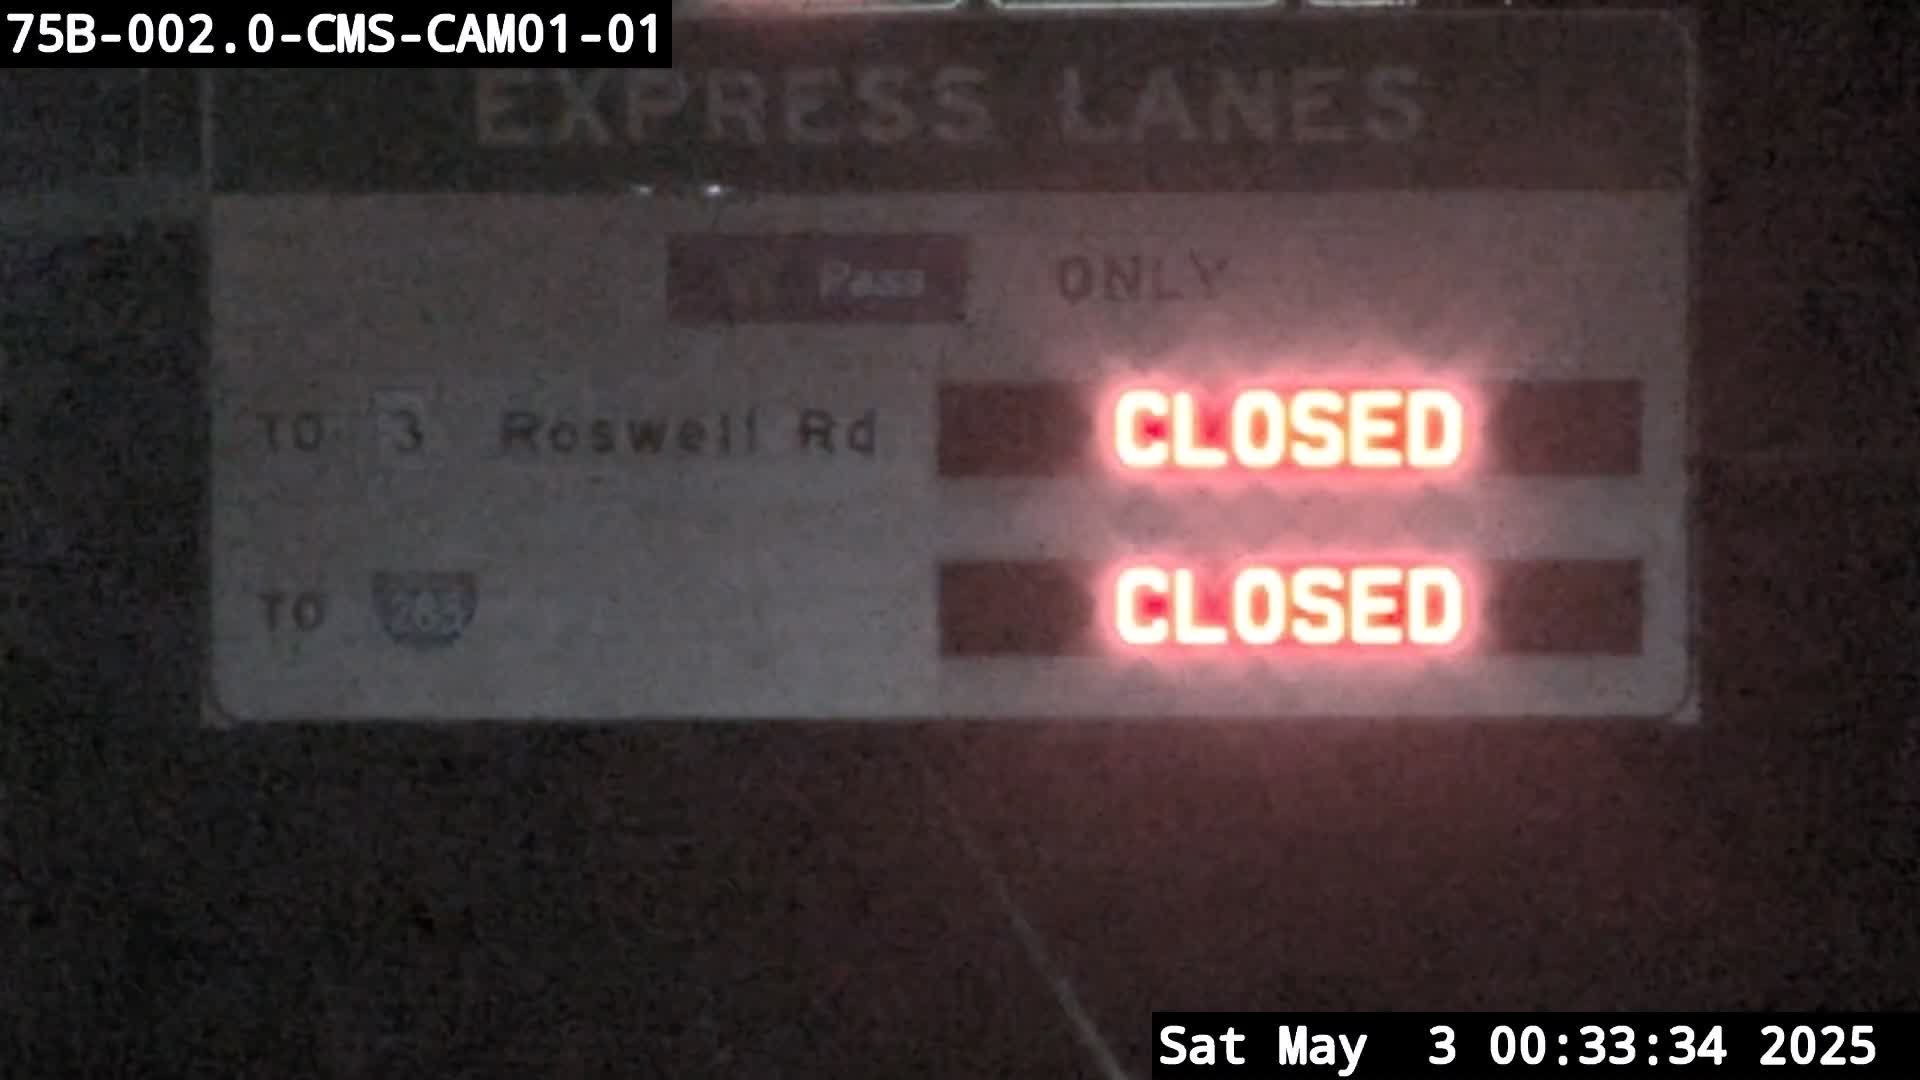 75B-002.0-CMS-CAM01-01
EXPRESS LANES
Pass ONLY
TO 3 Roswell Rd CLOSED
TO 285 CLOSED
Sat May 3 00:33:34 2025